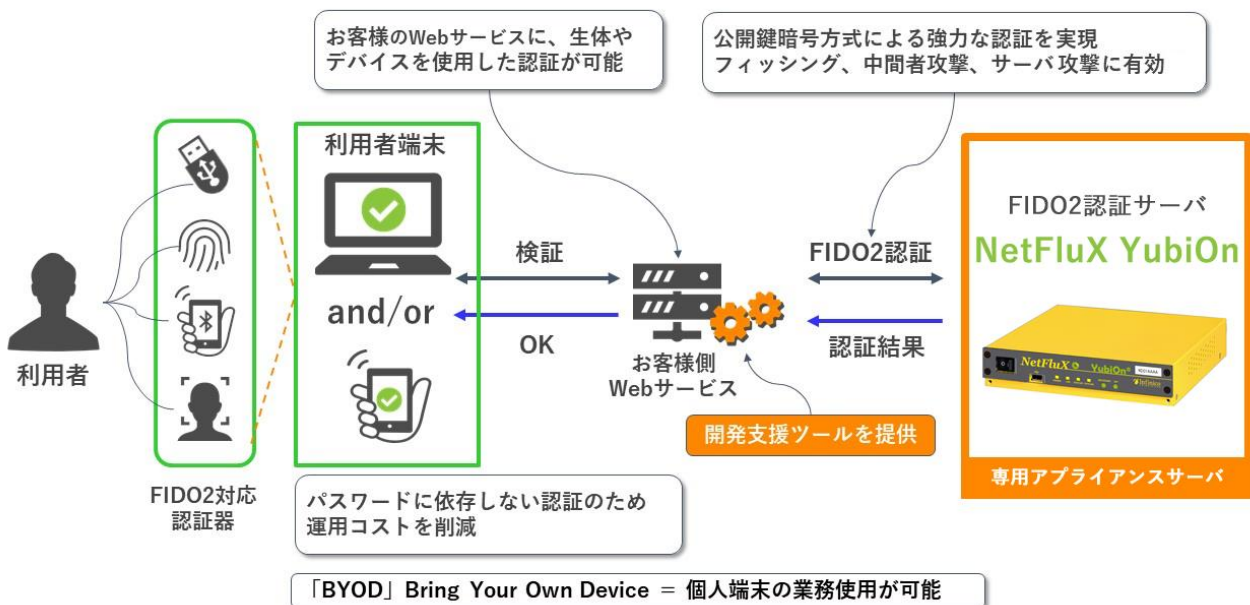 お客様のWebサービスに、生体や
デバイスを使用した認証が可能
公開鍵暗号方式による強力な認証を実現
フィッシング、中間者攻撃、サーバ攻撃に有効
利用者
FIDO2対応
認証器
利用者端末
and/or
検証
OK
お客様側
Webサービス
FIDO2認証
認証結果
開発支援ツールを提供
FIDO2認証サーバ
NetFluX YubiOn
NetFluX
YubiOn
専用アプライアンスサーバ
パスワードに依存しない認証のため
運用コストを削減
「BYOD」Bring Your Own Device = 個人端末の業務使用が可能